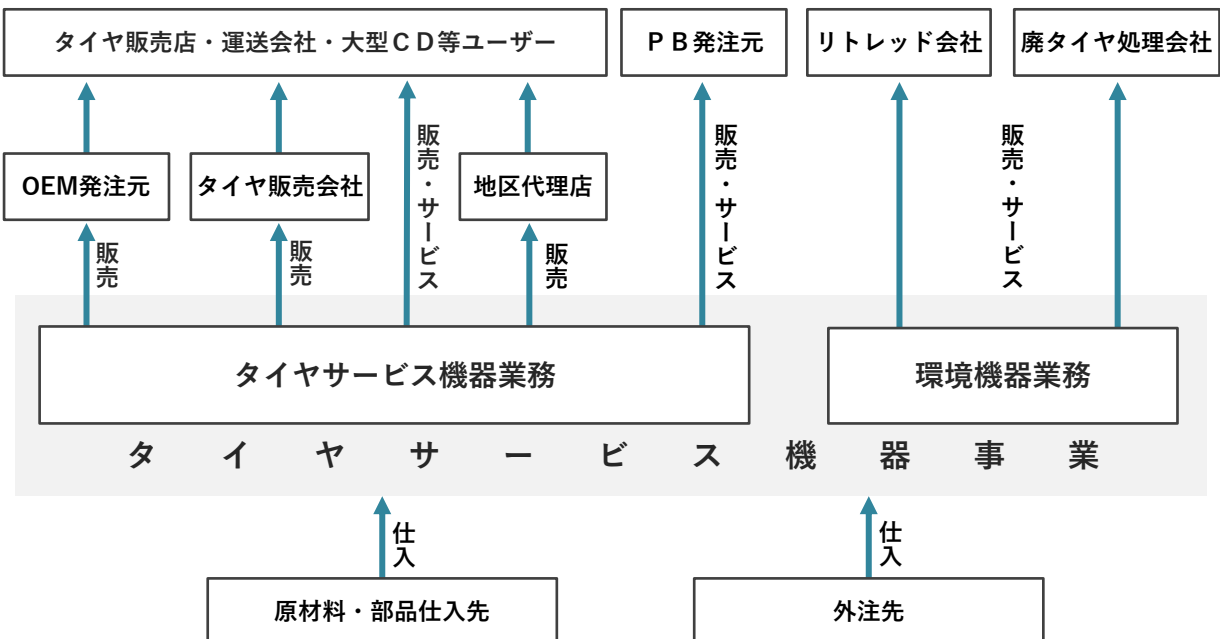 タイヤ販売店・運送会社・大型ＣＤ等ユーザー
ＰＢ発注元
リトレッド会社
廃タイヤ処理会社
販売・サービス
販売・サービス
販売・サービス
OEM発注元
タイヤ販売会社
地区代理店
販売
販売
販売
タイヤサービス機器業務
環境機器業務
タイヤサービス機器事業
仕入
仕入
原材料・部品仕入先
外注先